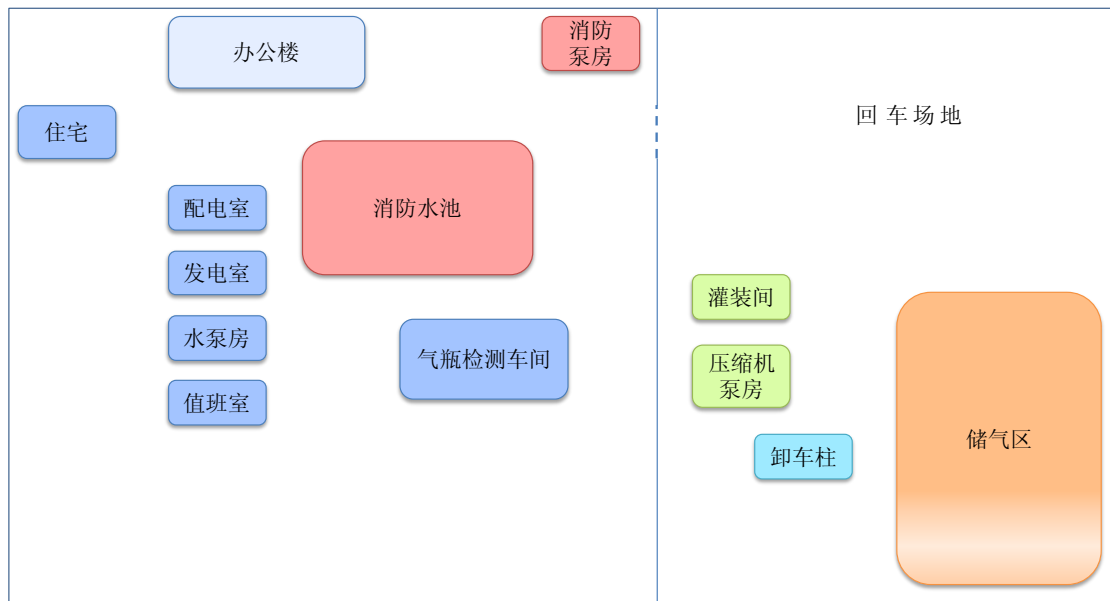 办公楼
消防
泵房
住宅
回车场地
消防水池
配电室
发电室
灌装间
水泵房
气瓶检测车间
压缩机
泵房
值班室
储气区
卸车柱